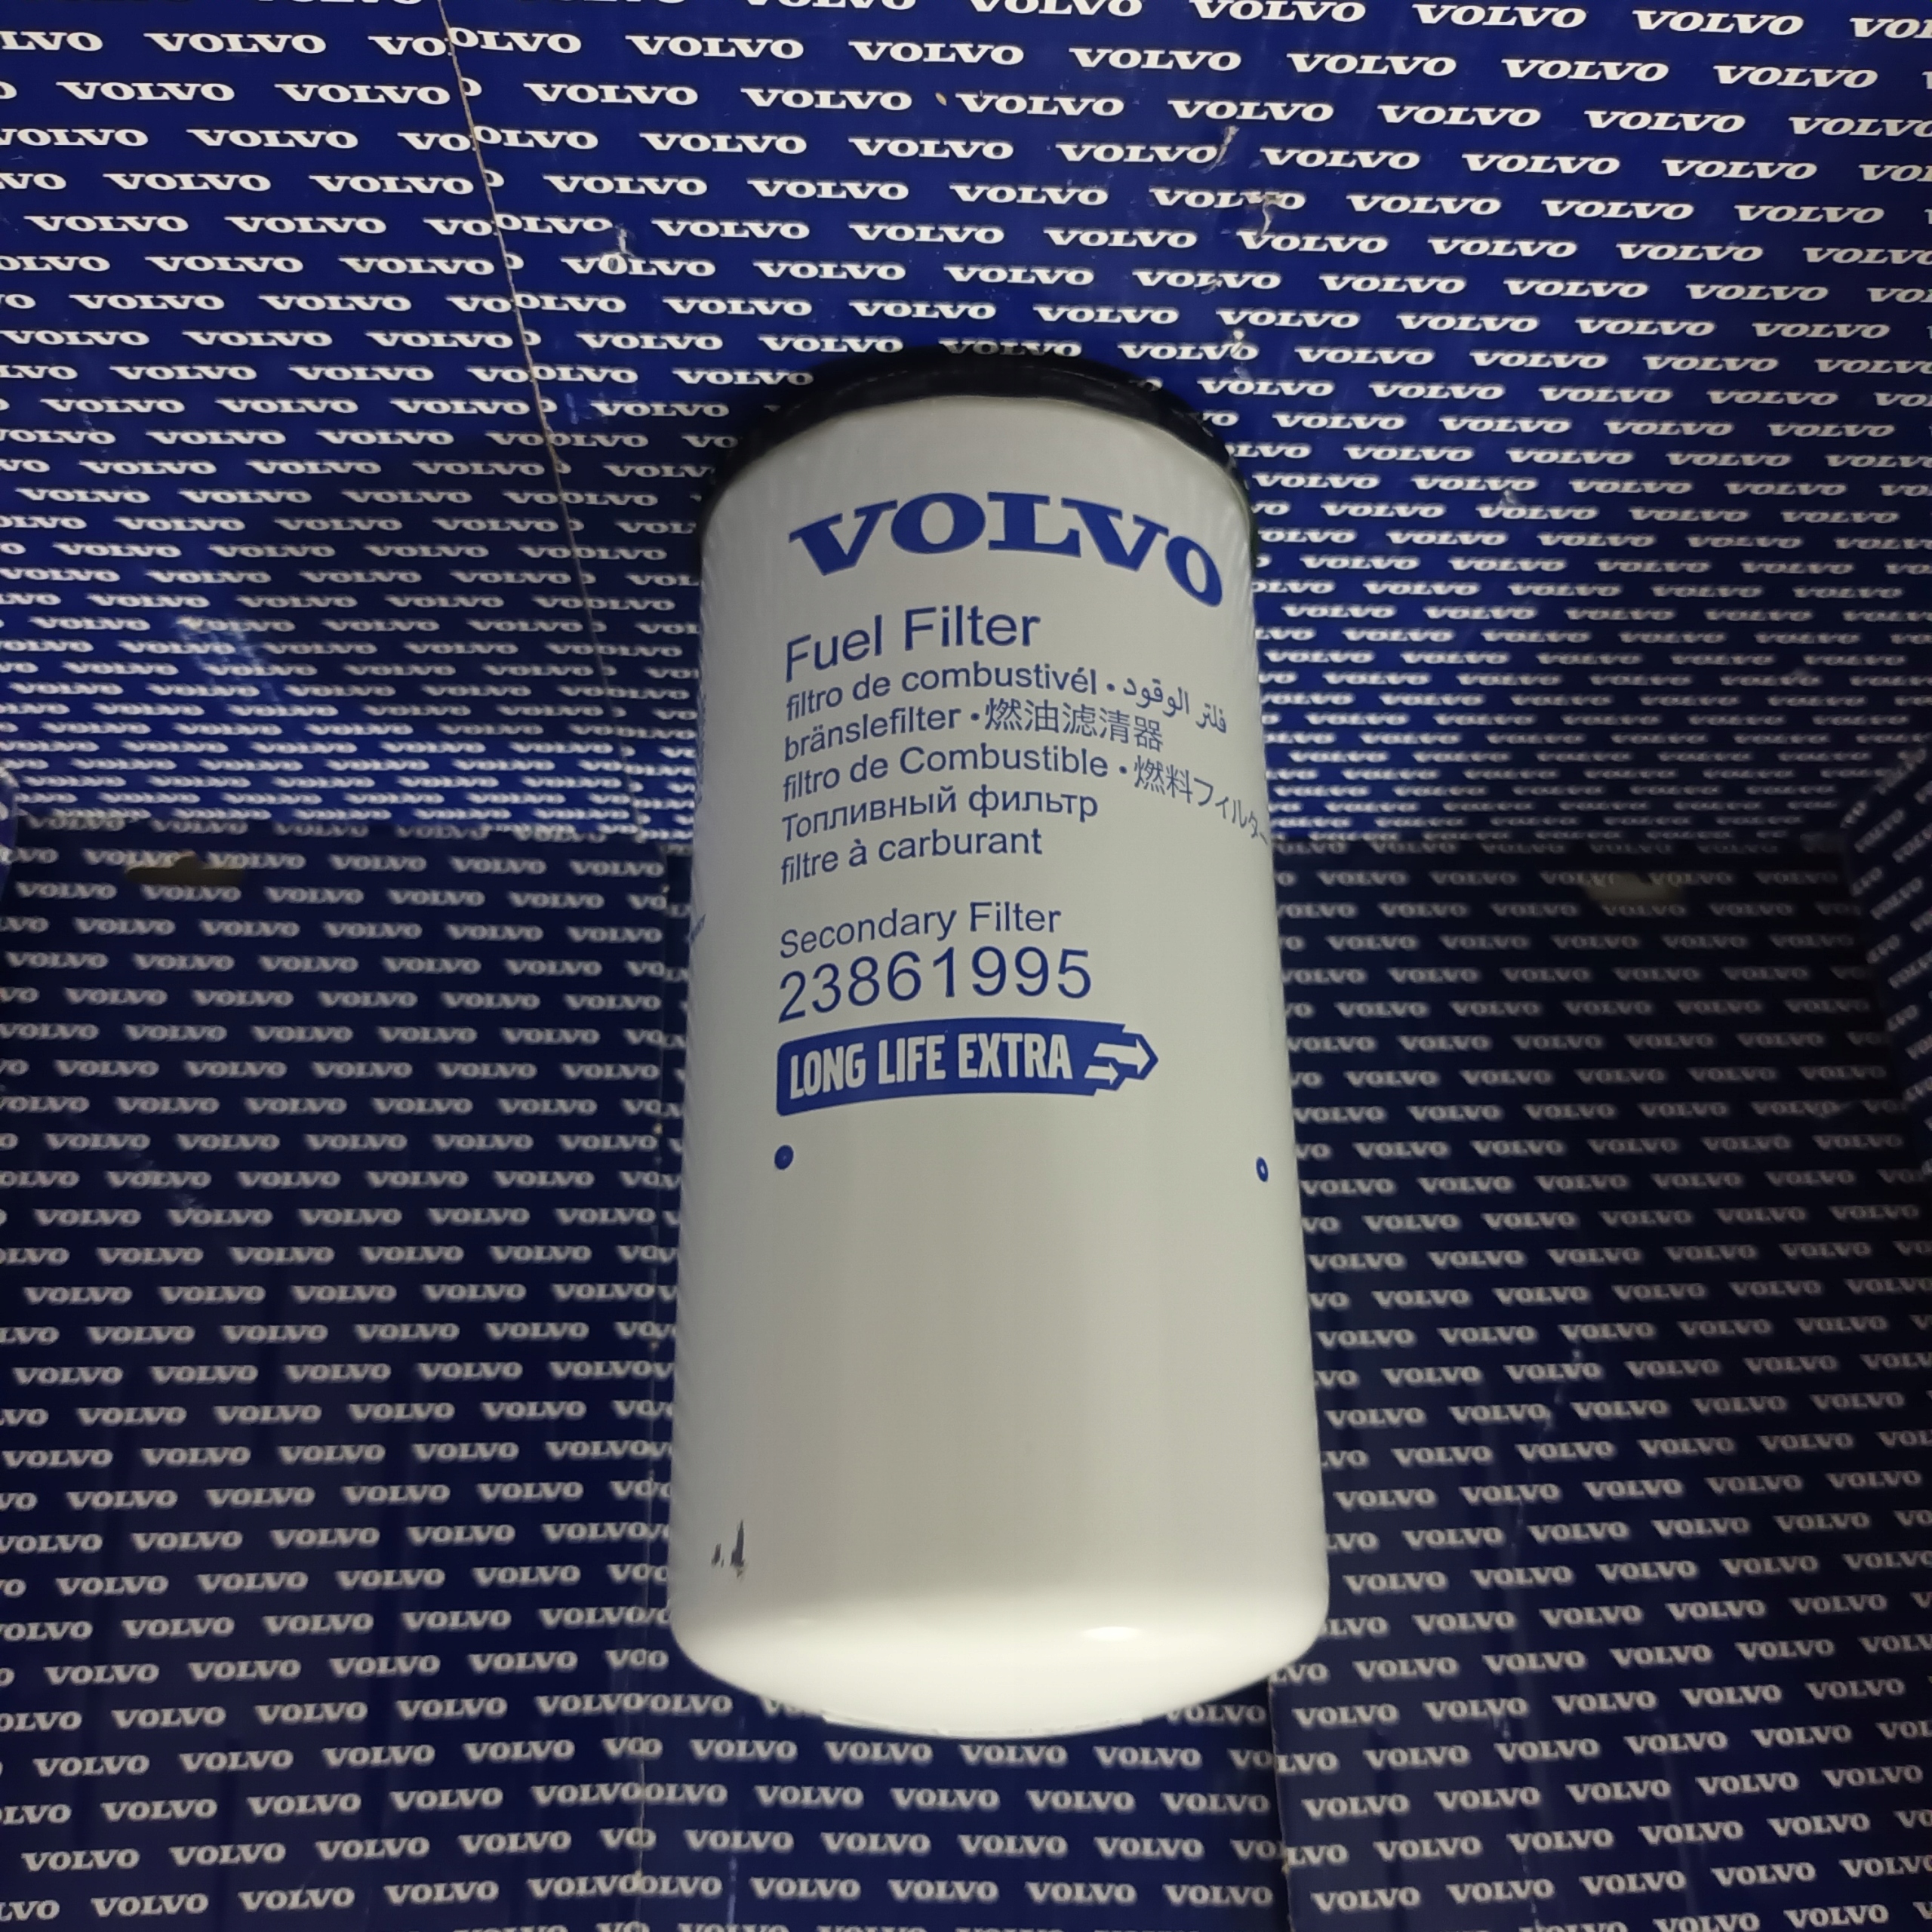 VOLVO
Fuel Filter
filtro de combustivél • فلتر الوقود
bränslefilter • 燃油滤清器
filtro de Combustible • 燃料フィルター
Топливный фильтр
filtre à carburant
Secondary Filter
23861995
LONG LIFE EXTRA